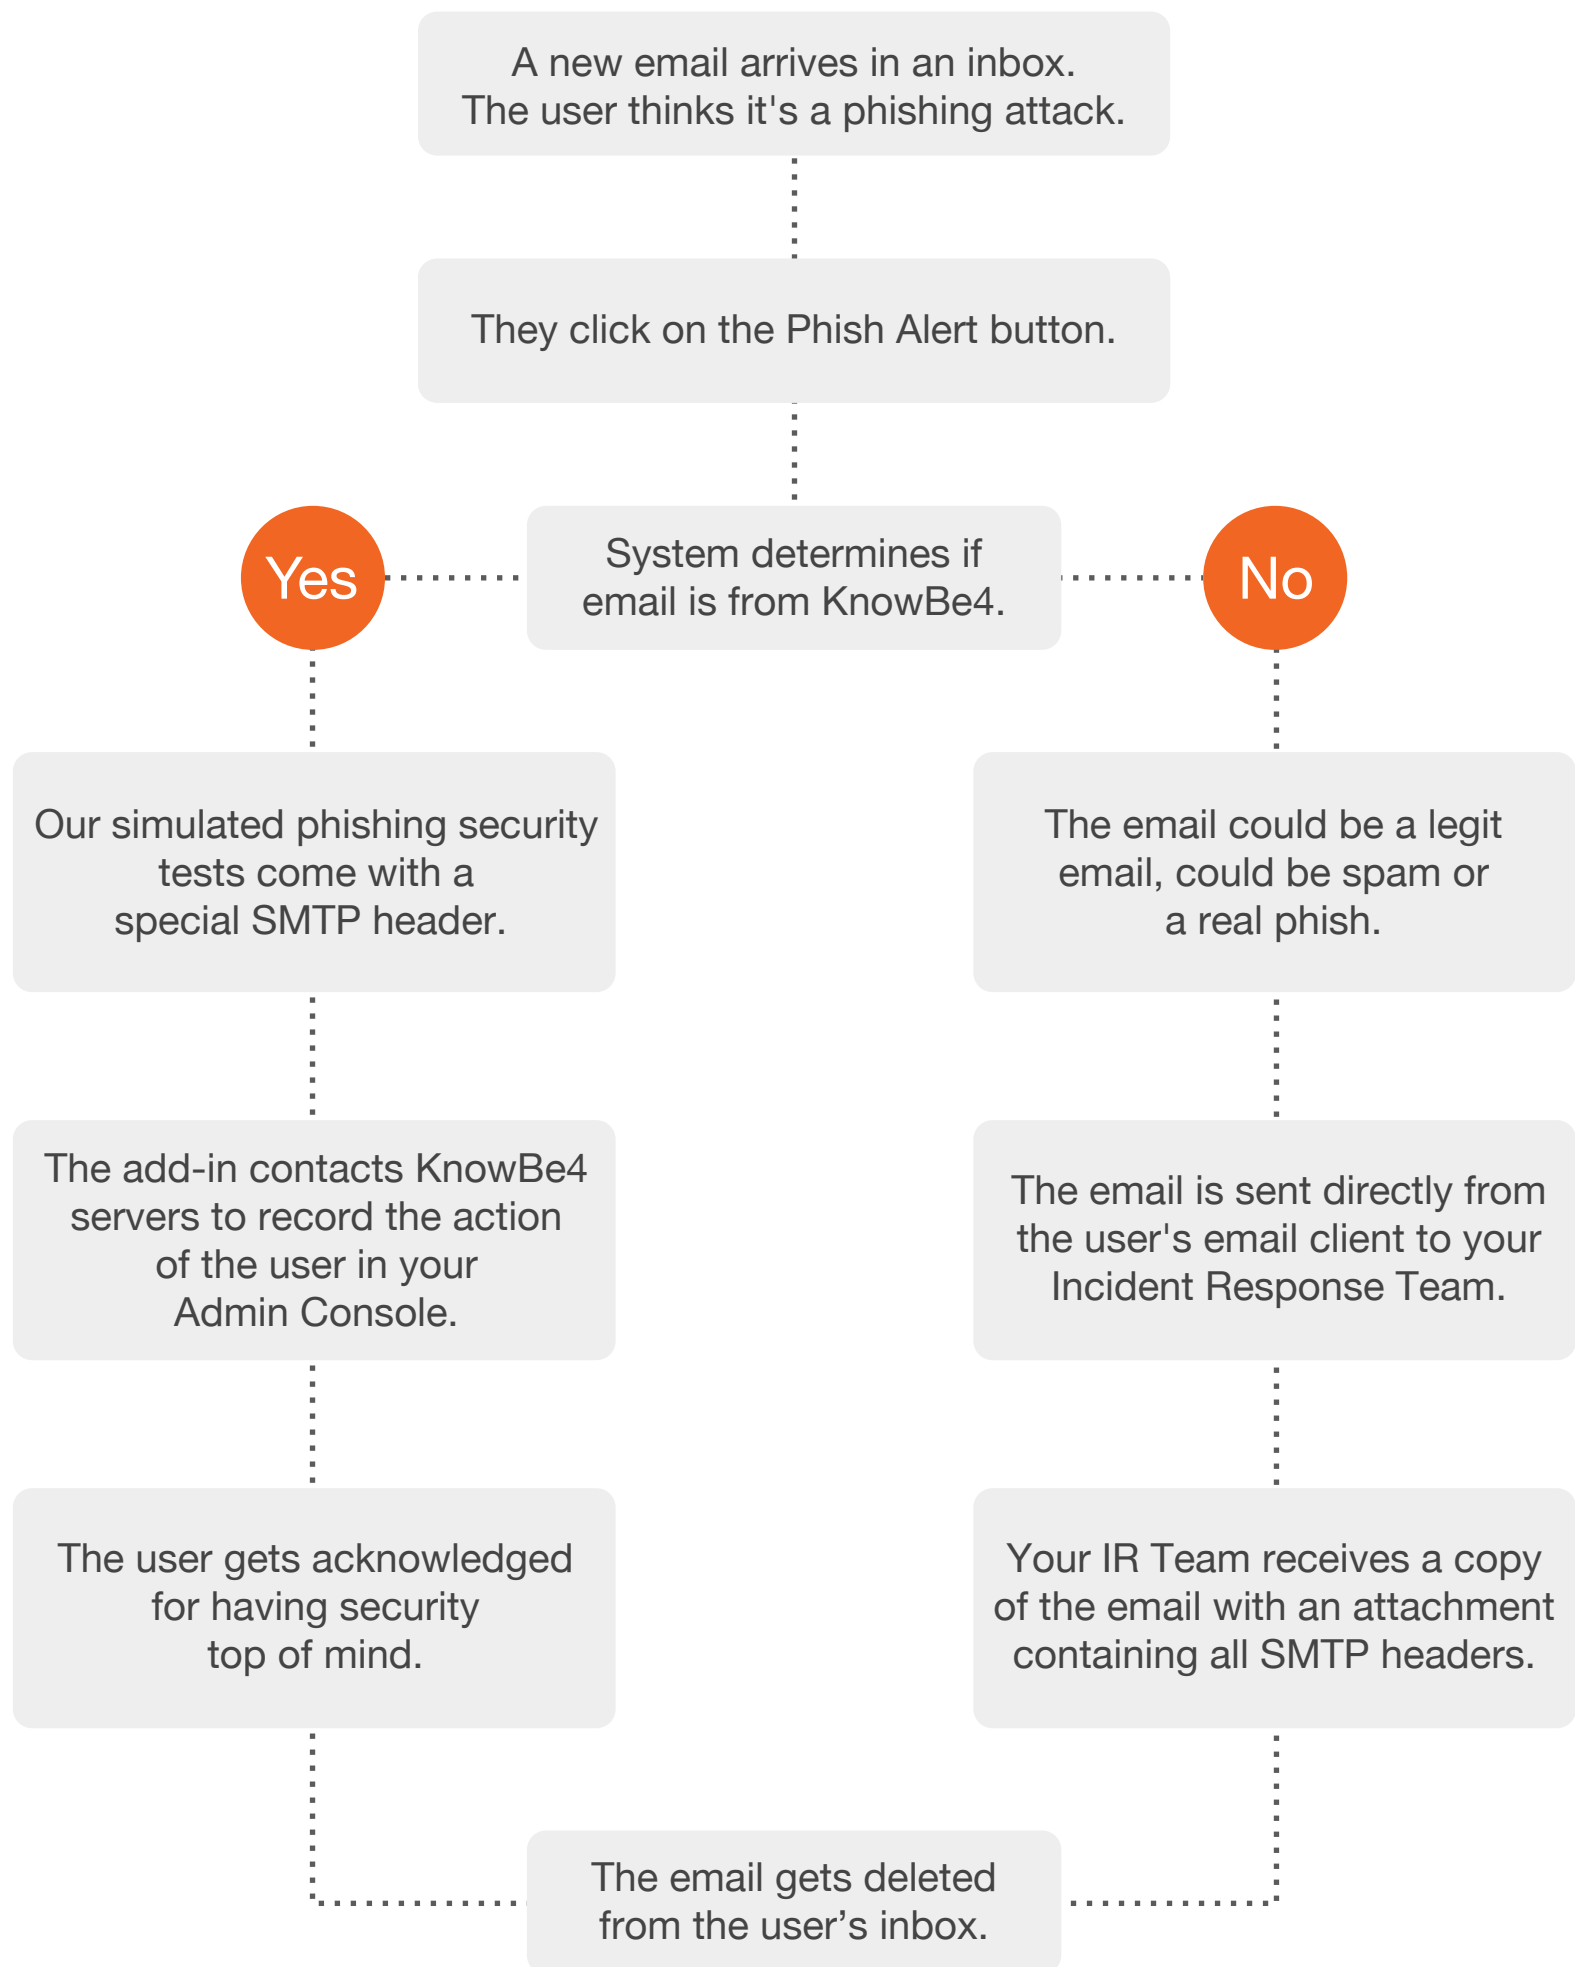 A new email arrives in an inbox.
The user thinks it's a phishing attack.
They click on the Phish Alert button.
System determines if
email is from KnowBe4.
Yes
Our simulated phishing security
tests come with a
special SMTP header.
The add-in contacts KnowBe4
servers to record the action
of the user in your
Admin Console.
The user gets acknowledged
for having security
top of mind.
No
The email could be a legit
email, could be spam or
a real phish.
The email is sent directly from
the user's email client to your
Incident Response Team.
Your IR Team receives a copy
of the email with an attachment
containing all SMTP headers.
The email gets deleted
from the user’s inbox.